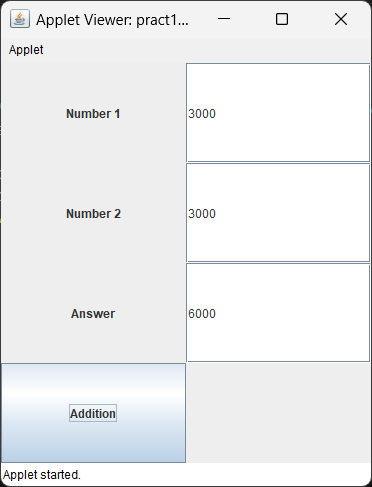 Applet Viewer: pract1...
Applet
Number 1 3000
Number 2 3000
Answer 6000
Addition
Applet started.